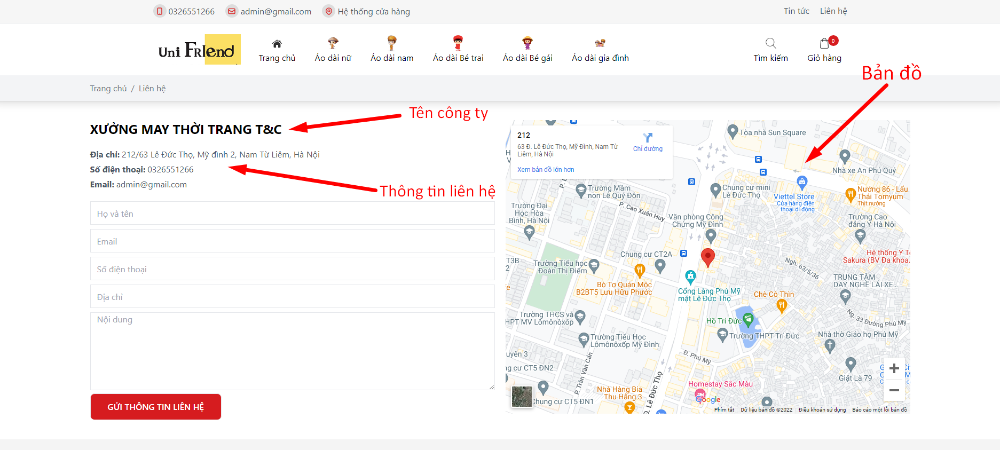 0326551266
admin@gmail.com
Hệ thống cửa hàng
Tin tức
Liên hệ
Uni FRIend
Trang chủ
Áo dài nữ
Áo dài nam
Áo dài Bé trai
Áo dài Bé gái
Áo dài gia đình
Tìm kiếm
0
Giỏ hàng
Bản đồ
Trang chủ / Liên hệ
Tên công ty
XƯỞNG MAY THỜI TRANG T&C
Địa chỉ: 212/63 Lê Đức Thọ, Mỹ đình 2, Nam Từ Liêm, Hà Nội
Số điện thoại: 0326551266
Email: admin@gmail.com
Thông tin liên hệ
Họ và tên
Email
Số điện thoại
Địa chỉ
Nội dung
GỬI THÔNG TIN LIÊN HỆ
212
63 Đ. Lê Đức Thọ, Mỹ Đình, Nam Từ
Liêm, Hà Nội
Chỉ đường
Xem bản đồ lớn hơn
Tòa nhà Sun Square
Nhà xe An Phú Quý
Trường Mầm
non Lê Quý Đôn
Chung cư mini
Lê Đức Thọ
Viettel Store
Cửa hàng điện
thoại di động
Nướng 86 - Lẩu
Thái Tomyum
Thịt nướng
Trường Đại
Học Hòa
Bình, Hà Nội
P. Cao Xuân Huy
Văn phòng Công
Chứng Mỹ Đình
Trường Cao
đẳng Y Hà Nội
Chung cư CT2A
Hệ thống Y Tế
Sakura (BV Đa khoa...
T3B
2
Trường Tiểu học
Đoàn Thị Điểm
Ngh. 63/5/36
Bò Tơ Quán Mộc
B2BT5 Lưu Hữu Phước
TRUNG TÂM
DẠY NGHỀ LÁI XE...
Cổng Làng Phú Mỹ
mặt Lê Đức Thọ
Chè Cô Thìn
Trường THCS và
THPT MV Lômônôxốp
Hồ Trí Đức
Ng. 33 Đường Phú Mỹ
Trường Tiểu Học
Lômônôxốp Mỹ Đình
Trường THPT Trí Đức
Nhà thờ Giáo họ Phú Mỹ
uyên 3
Đ. Phú Mỹ
ng cư CT5 ĐN2
P. Trần Văn Cẩn
Đ. Lê Đức Thọ
Giặt Là 79
Homestay Sắc Màu
Nhà Hàng Bia
Thu Hằng 3
Chung cư CT5 ĐN1
Google
Phím tắt
Dữ liệu bản đồ ©2022
Điều khoản sử dụng
Báo cáo một lỗi bản đồ